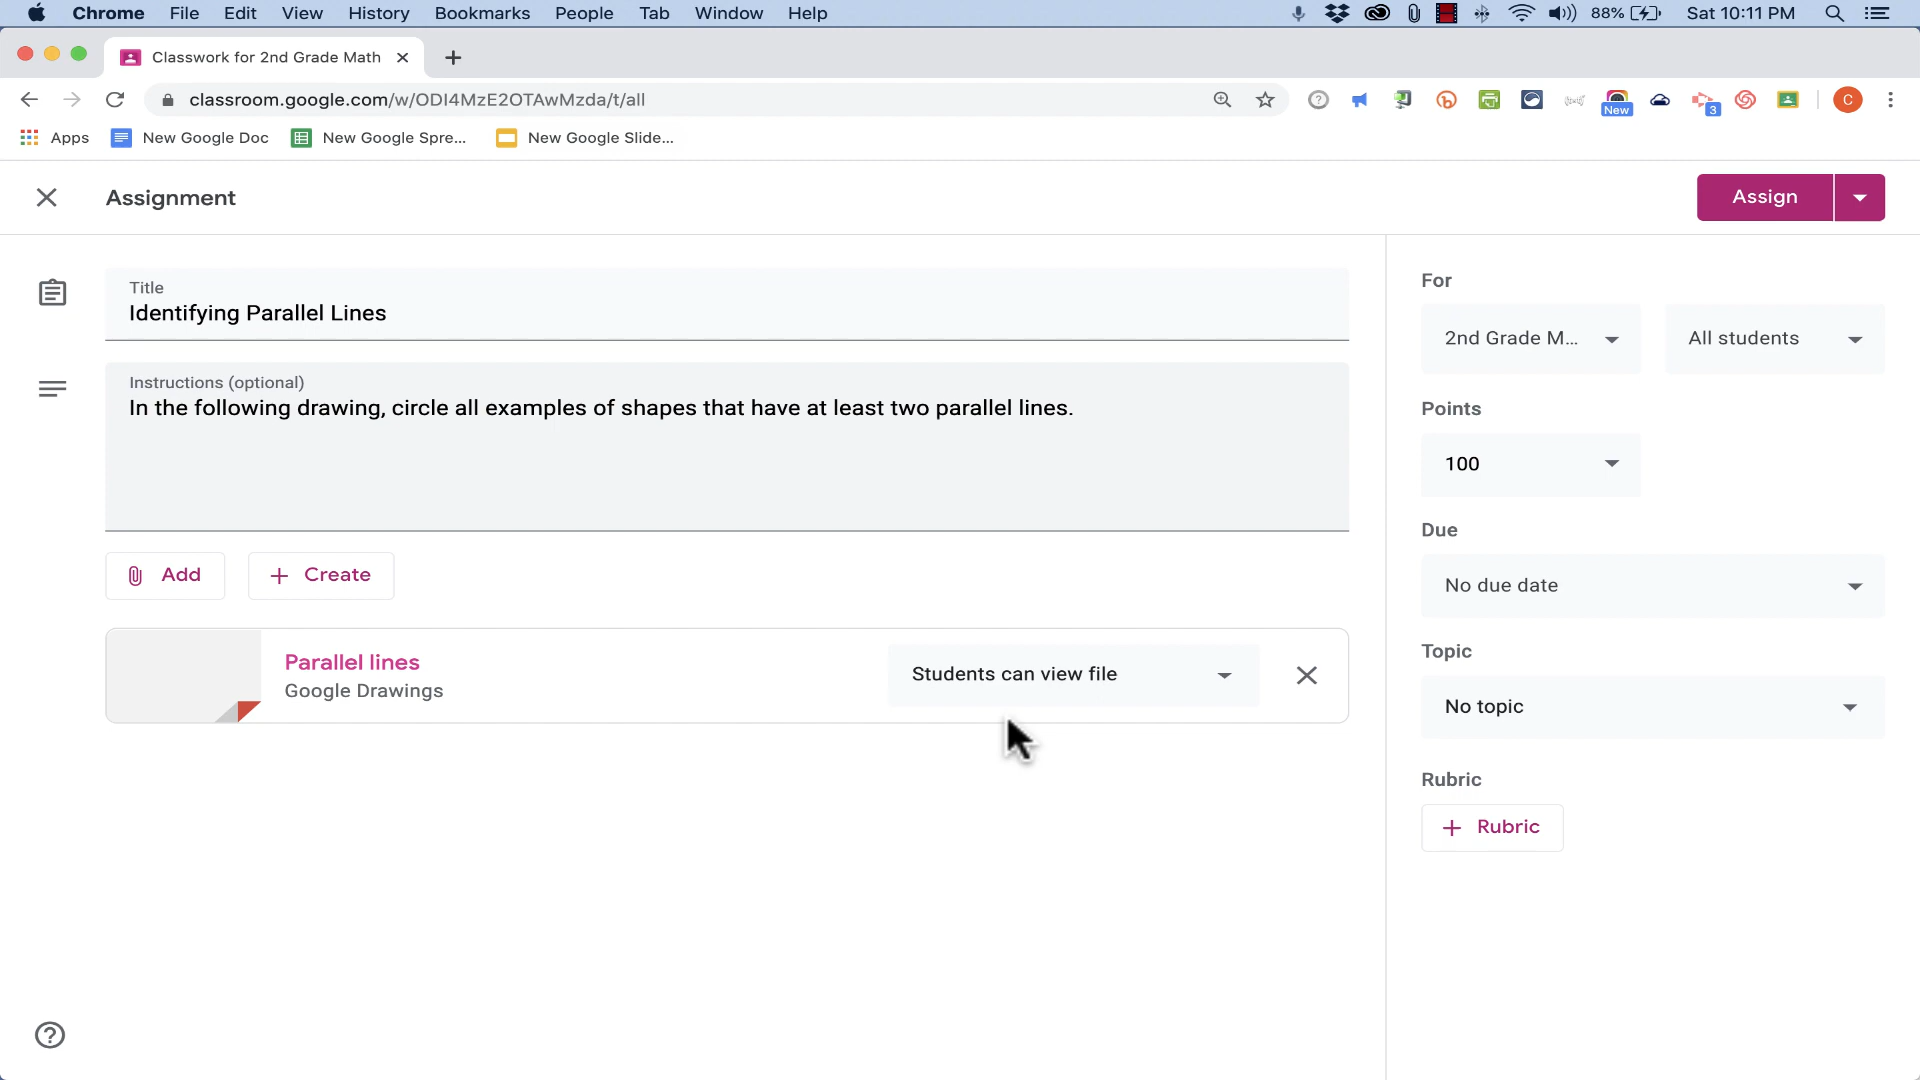 Chrome File Edit View History Bookmarks People Tab Window Help 88% Sat 10:11 PM
Classwork for 2nd Grade Math
classroom.google.com/w/ODI4MzE2OTAwMzda/t/all New 3 C
Apps New Google Doc New Google Spre... New Google Slide...
Assignment Assign
Title
Identifying Parallel Lines
Instructions (optional)
In the following drawing, circle all examples of shapes that have at least two parallel lines.
Add Create
Parallel lines
Google Drawings
Students can view file
For
2nd Grade M... All students
Points
100
Due
No due date
Topic
No topic
Rubric
Rubric